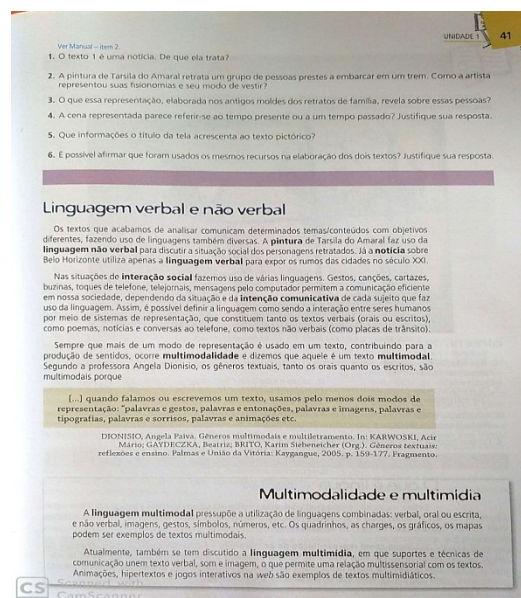 UNIDADE 1 41
Ver Manual – item 2.
1. O texto 1 é uma notícia. De que ela trata?
2. A pintura de Tarsila do Amaral retrata um grupo de pessoas prestes a embarcar em um trem. Como a artista
representou suas fisionomias e seu modo de vestir?
3. O que essa representação, elaborada nos antigos moldes dos retratos de família, revela sobre essas pessoas?
4. A cena representada parece referir-se ao tempo presente ou a um tempo passado? Justifique sua resposta.
5. Que informações o título da tela acrescenta ao texto pictórico?
6. É possível afirmar que foram usados os mesmos recursos na elaboração dos dois textos? Justifique sua resposta.
Linguagem verbal e não verbal
Os textos que acabamos de analisar comunicam determinados temas/conteúdos com objetivos
diferentes, fazendo uso de linguagens também diversas. A pintura de Tarsila do Amaral faz uso da
linguagem não verbal para discutir a situação social dos personagens retratados. Já a notícia sobre
Belo Horizonte utiliza apenas a linguagem verbal para expor os rumos das cidades no século XXI.
Nas situações de interação social fazemos uso de várias linguagens. Gestos, canções, cartazes,
buzinas, toques de telefone, telejornais, mensagens pelo computador permitem a comunicação eficiente
em nossa sociedade, dependendo da situação e da intenção comunicativa de cada sujeito que faz
uso da linguagem. Assim, é possível definir a linguagem como sendo a interação entre seres humanos
por meio de sistemas de representação, que constituem tanto os textos verbais (orais ou escritos),
como poemas, notícias e conversas ao telefone, como textos não verbais (como placas de trânsito).
Sempre que mais de um modo de representação é usado em um texto, contribuindo para a
produção de sentidos, ocorre multimodalidade e dizemos que aquele é um texto multimodal.
Segundo a professora Angela Dionisio, os gêneros textuais, tanto os orais quanto os escritos, são
multimodais porque
[...] quando falamos ou escrevemos um texto, usamos pelo menos dois modos de
representação: "palavras e gestos, palavras e entonações, palavras e imagens, palavras e
tipografias, palavras e sorrisos, palavras e animações etc.
DIONISIO, Angela Paiva. Gêneros multimodais e multiletramento. In: KARWOSKI, Acir
Mário; GAYDECZKA, Beatriz; BRITO, Karim Siebeneicher (Org.). Gêneros textuais:
reflexões e ensino. Palmas e União da Vitória: Kaygangue, 2005. p. 159-177. Fragmento.
Multimodalidade e multimídia
A linguagem multimodal pressupõe a utilização de linguagens combinadas: verbal, oral ou escrita,
e não verbal, imagens, gestos, símbolos, números, etc. Os quadrinhos, as charges, os gráficos, os mapas
podem ser exemplos de textos multimodais.
Atualmente, também se tem discutido a linguagem multimídia, em que suportes e técnicas de
comunicação unem texto verbal, som e imagem, o que permite uma relação multissensorial com os textos.
Animações, hipertextos e jogos interativos na web são exemplos de textos multimidiáticos.
CS Scanned with
CamScanner